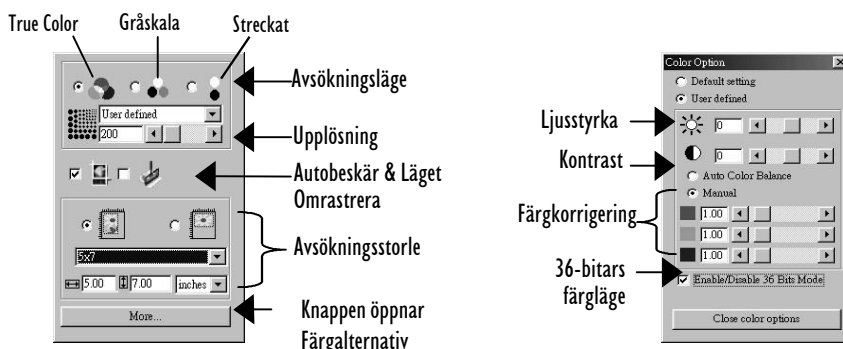 True Color
Gråskala
Streckat
Avsökningsläge
User defined
200
Upplösning
Autobeskär & Läget
Omrastrera
5x7
Avsökningsstorle
5.00 7.00 inches
More...
Knappen öppnar
Färgalternativ
Color Option
Default setting
User defined
Ljusstyrka
0
Kontrast
0
Auto Color Balance
Manual
Färgkorrigering
1.00
1.00
1.00
36-bitars
färgläge
Enable/Disable 36 Bits Mode
Close color options